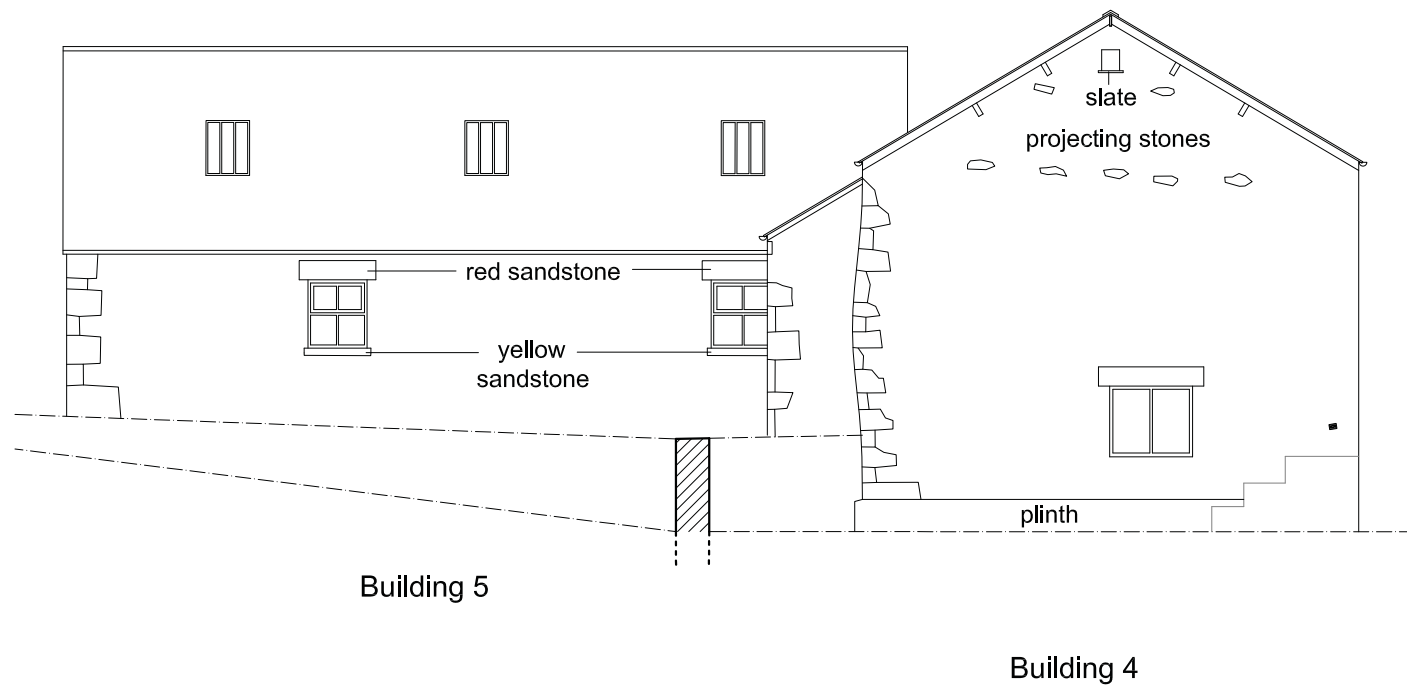 slate
projecting stones
red sandstone
yellow
sandstone
plinth
Building 5
Building 4